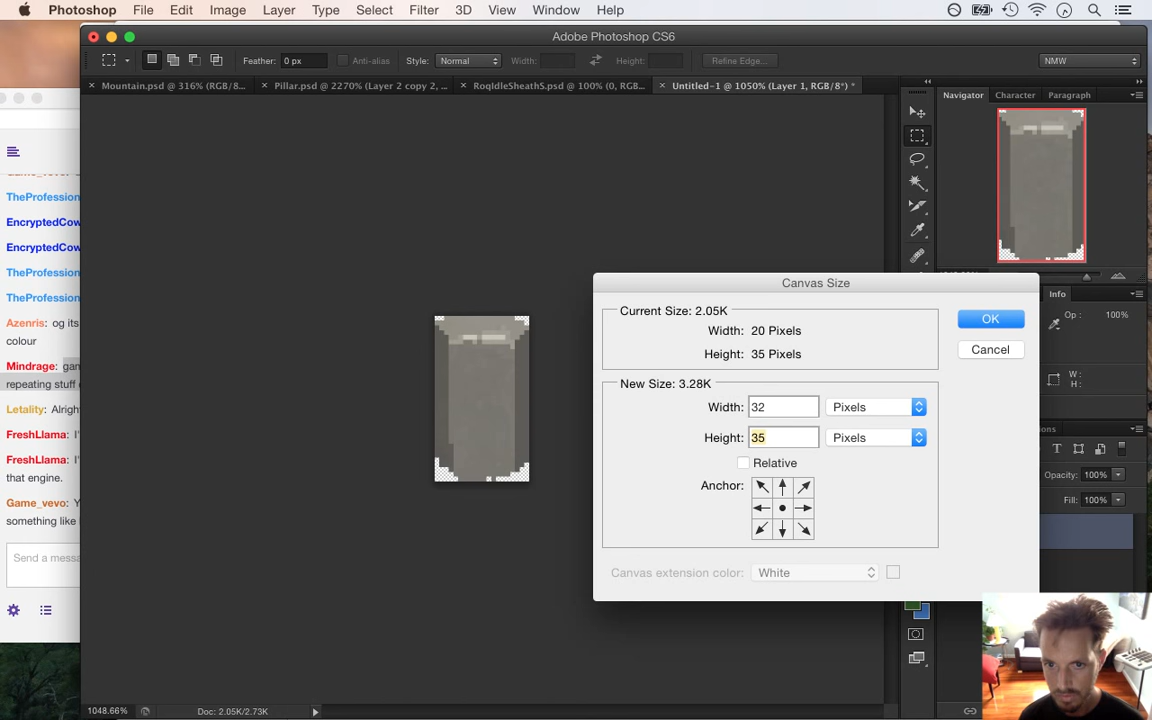 Photoshop File Edit Image Layer Type Select Filter 3D View Window Help
Adobe Photoshop CS6
Feather: 0 px Anti-alias Style: Normal Width: Height: Refine Edge... NMW
Mountain.psd @ 316% (RGB/8... Pillar.psd @ 2270% (Layer 2 copy 2, ... RoqldleSheathS.psd @ 100% (0, RGB... Untitled-1 @ 1050% (Layer 1, RGB/8*) *
Navigator Character Paragraph
TheProfession
EncryptedCow
EncryptedCow
TheProfession
TheProfession
Azenris: og its
colour
Mindrage: gan
repeating stuff
Letality: Alrigh
FreshLlama: I'
FreshLlama: I'
that engine.
Game_vevo: Y
something like
Send a messa
Canvas Size
Current Size: 2.05K
Width: 20 Pixels
Height: 35 Pixels
OK
Cancel
New Size: 3.28K
Width: 32 Pixels
Height: 35 Pixels
Relative
Anchor:
Canvas extension color: White
Info
Op : 100%
W :
H :
Opacity: 100%
Fill: 100%
1048.66% Doc: 2.05K/2.73K